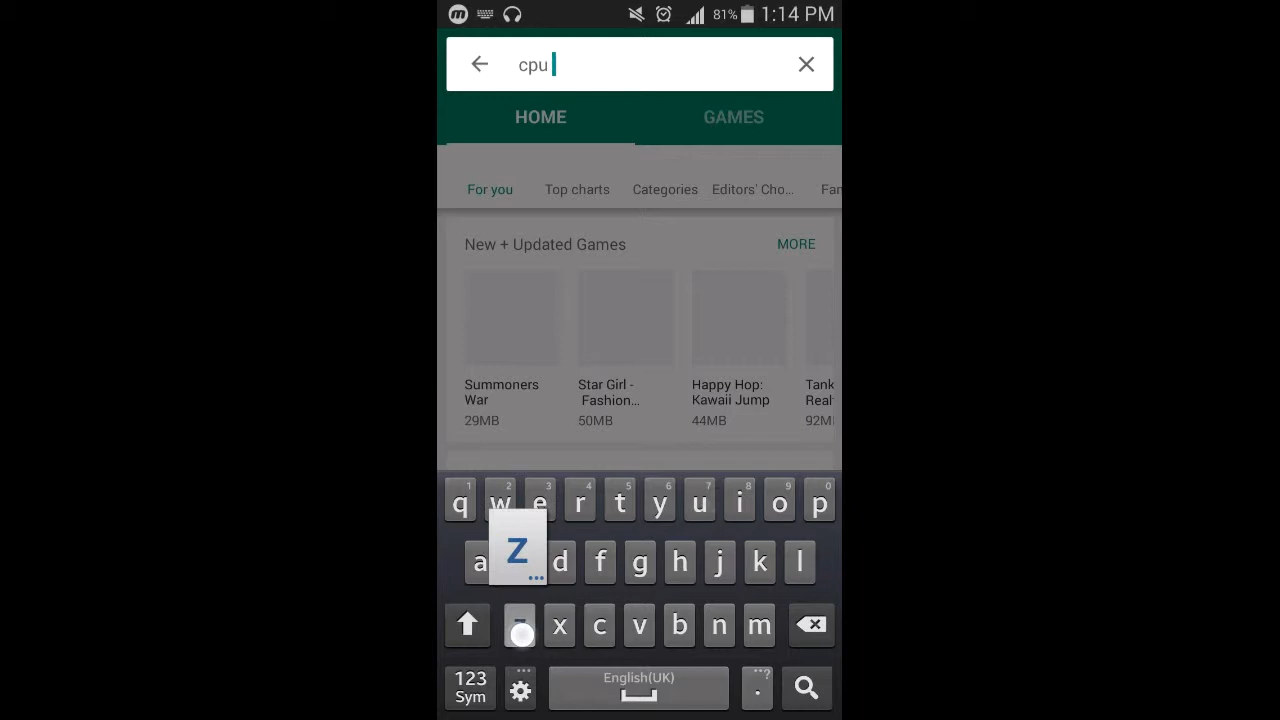 81% 1:14 PM
cpu
HOME GAMES
For you Top charts Categories Editors' Cho... Fan
New + Updated Games MORE
Summoners War
29MB
Star Girl - Fashion...
50MB
Happy Hop: Kawaii Jump
44MB
Tank
Real
92M
1 2 3 4 5 6 7 8 9 0
q w e r t y u i o p
a Z d f g h j k l
x c v b n m
123 Sym English(UK) . ...?